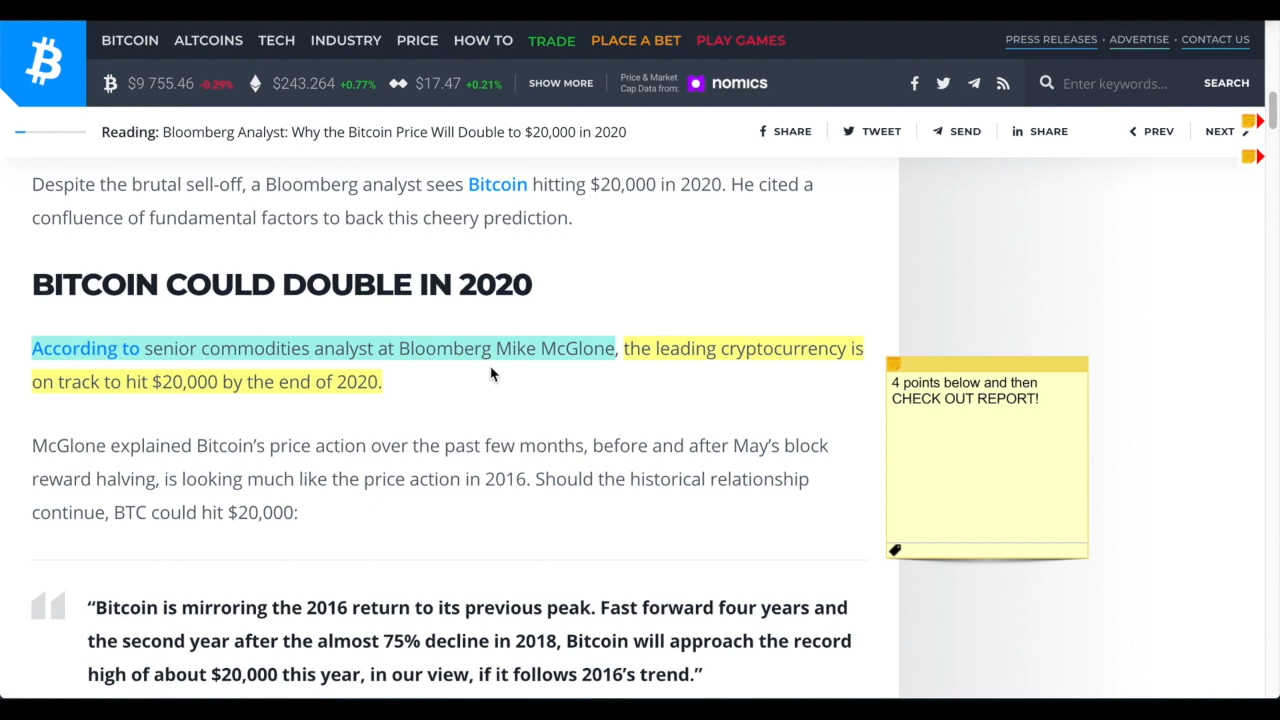 BITCOIN ALTCOINS TECH INDUSTRY PRICE HOW TO TRADE PLACE A BET PLAY GAMES PRESS RELEASES · ADVERTISE · CONTACT US
$9 755.46 -0.29% $243.264 +0.77% $17.47 +0.21% SHOW MORE Price & Market Cap Data from: nomics Enter keywords... SEARCH
Reading: Bloomberg Analyst: Why the Bitcoin Price Will Double to $20,000 in 2020 SHARE TWEET SEND SHARE PREV NEXT
Despite the brutal sell-off, a Bloomberg analyst sees Bitcoin hitting $20,000 in 2020. He cited a
confluence of fundamental factors to back this cheery prediction.
BITCOIN COULD DOUBLE IN 2020
According to senior commodities analyst at Bloomberg Mike McGlone, the leading cryptocurrency is
on track to hit $20,000 by the end of 2020.
4 points below and then
CHECK OUT REPORT!
McGlone explained Bitcoin’s price action over the past few months, before and after May’s block
reward halving, is looking much like the price action in 2016. Should the historical relationship
continue, BTC could hit $20,000:
“Bitcoin is mirroring the 2016 return to its previous peak. Fast forward four years and
the second year after the almost 75% decline in 2018, Bitcoin will approach the record
high of about $20,000 this year, in our view, if it follows 2016’s trend.”